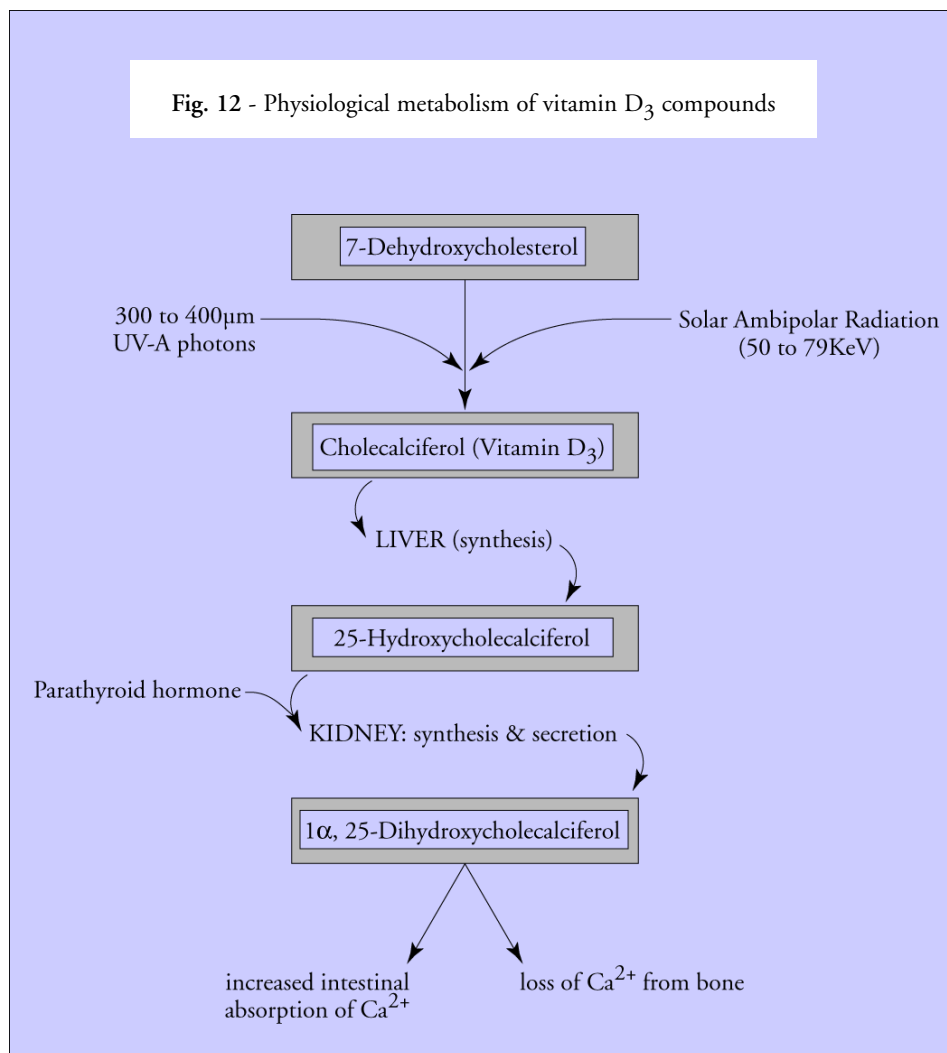 Fig. 12 - Physiological metabolism of vitamin D₃ compounds
7-Dehydroxycholesterol
300 to 400μm
UV-A photons
Solar Ambipolar Radiation
(50 to 79KeV)
Cholecalciferol (Vitamin D₃)
LIVER (synthesis)
25-Hydroxycholecalciferol
Parathyroid hormone
KIDNEY: synthesis & secretion
1α, 25-Dihydroxycholecalciferol
increased intestinal
absorption of Ca²⁺
loss of Ca²⁺ from bone